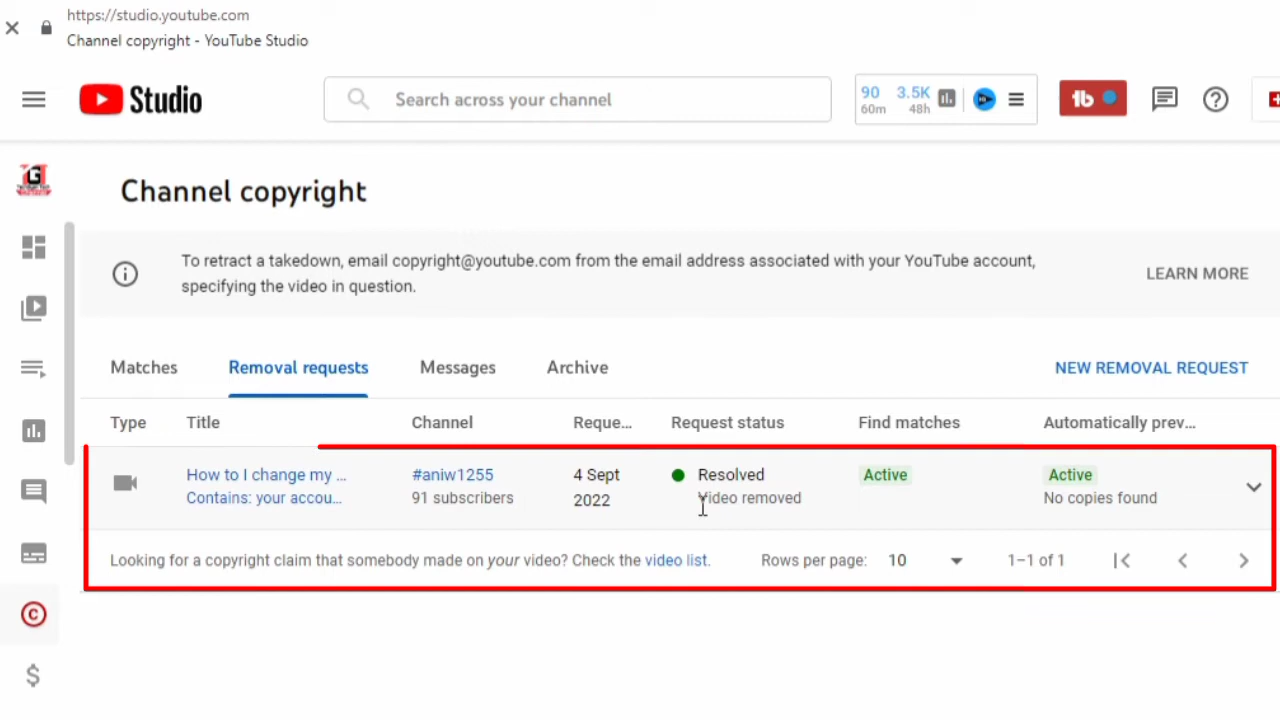 https://studio.youtube.com
Channel copyright - YouTube Studio
Studio
Search across your channel
90 3.5K
60m 48h
tb
Channel copyright
To retract a takedown, email copyright@youtube.com from the email address associated with your YouTube account,
specifying the video in question.
LEARN MORE
Matches Removal requests Messages Archive NEW REMOVAL REQUEST
Type Title Channel Reque... Request status Find matches Automatically prev...
How to I change my ... #aniw1255 4 Sept Resolved Active Active
Contains: your accou... 91 subscribers 2022 Video removed No copies found
Looking for a copyright claim that somebody made on your video? Check the video list. Rows per page: 10 1–1 of 1